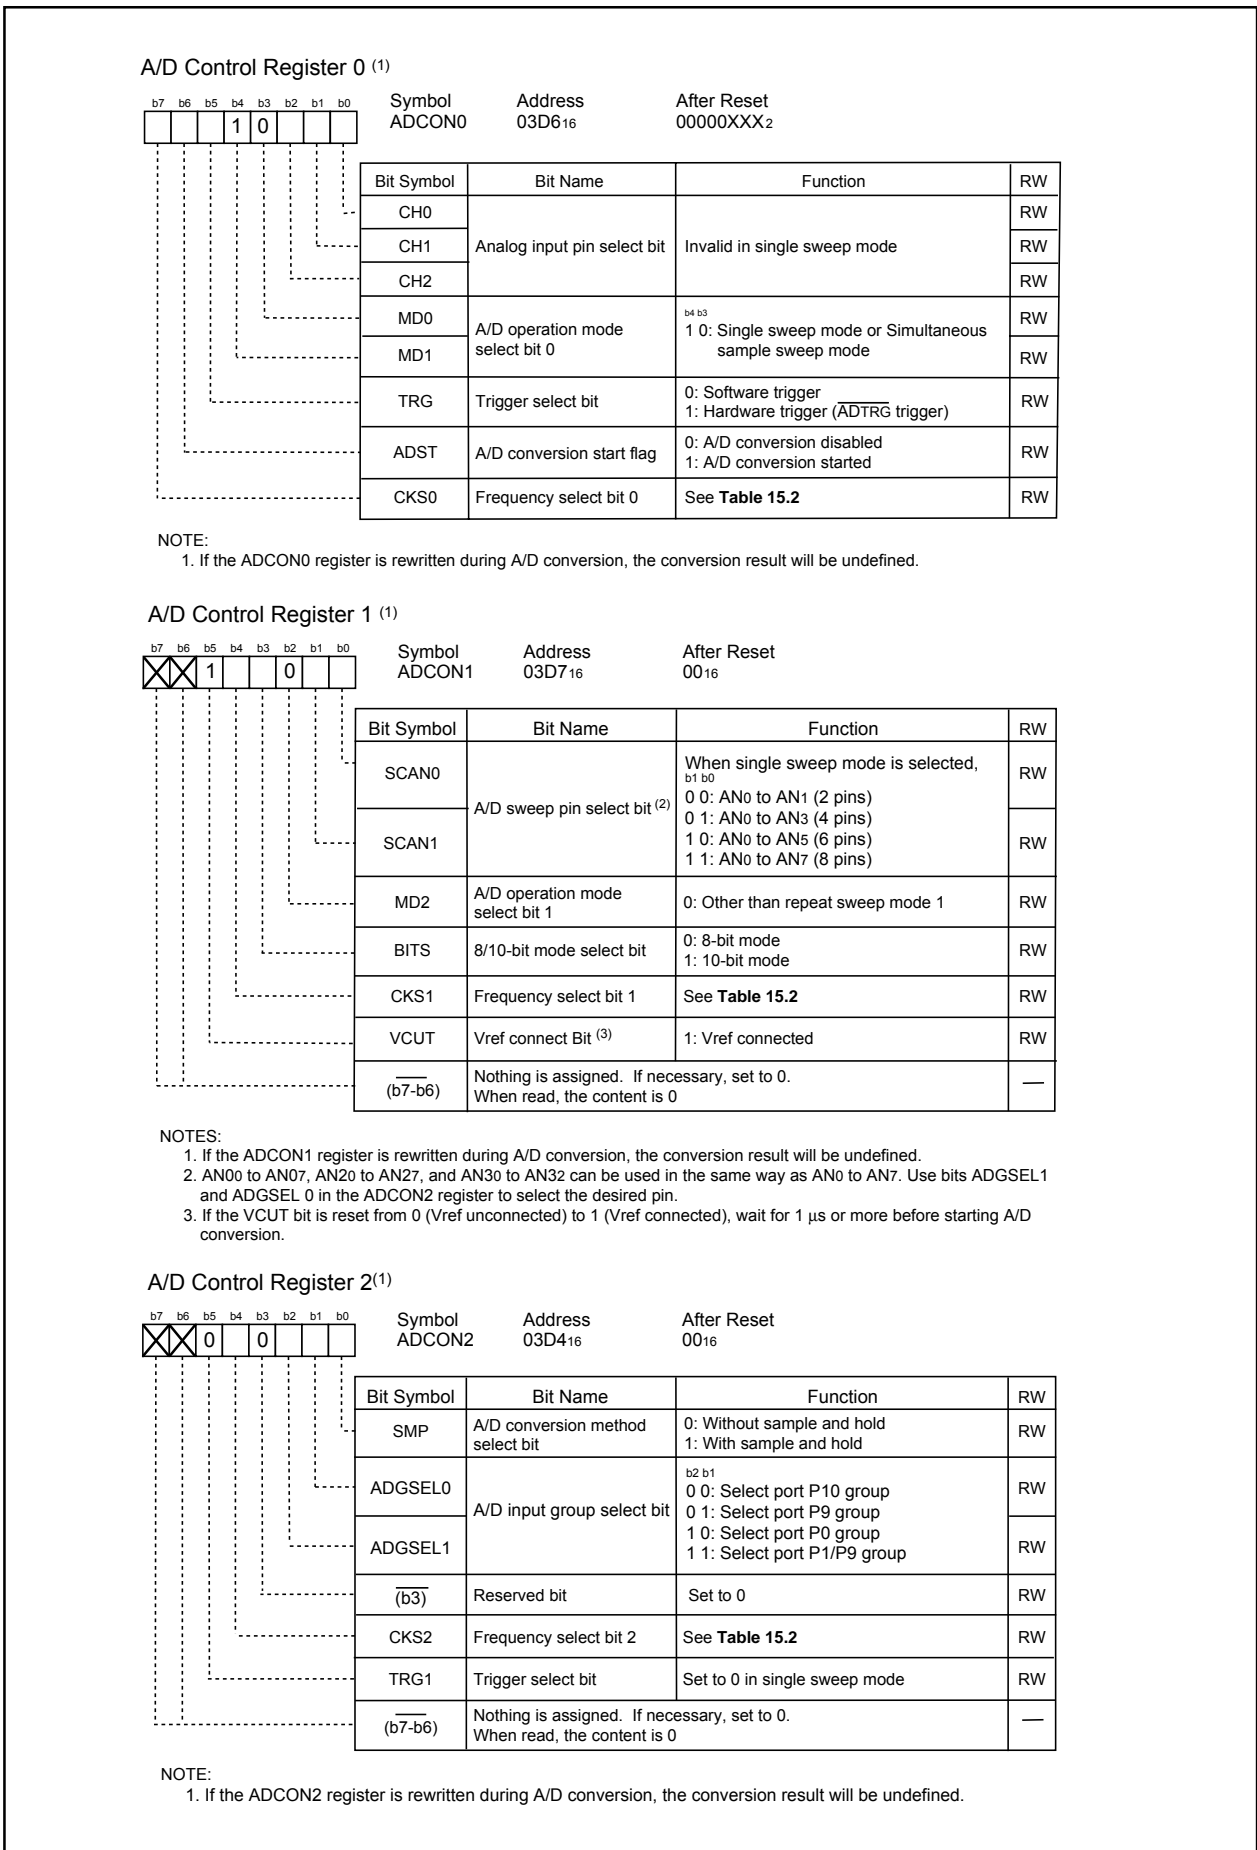 A/D Control Register 0 (1)
b7 b6 b5 b4 b3 b2 b1 b0
1 0
Symbol Address After Reset
ADCON0 03D616 00000XXX2
Bit Symbol Bit Name Function RW
CH0 RW
CH1 Analog input pin select bit Invalid in single sweep mode RW
CH2 RW
MD0 A/D operation mode select bit 0 b4 b3 RW
1 0: Single sweep mode or Simultaneous
sample sweep mode
MD1 RW
TRG Trigger select bit 0: Software trigger RW
1: Hardware trigger (ADTRG trigger)
ADST A/D conversion start flag 0: A/D conversion disabled RW
1: A/D conversion started
CKS0 Frequency select bit 0 See Table 15.2 RW
NOTE:
1. If the ADCON0 register is rewritten during A/D conversion, the conversion result will be undefined.
A/D Control Register 1 (1)
b7 b6 b5 b4 b3 b2 b1 b0
1 0
Symbol Address After Reset
ADCON1 03D716 0016
Bit Symbol Bit Name Function RW
SCAN0 A/D sweep pin select bit (2) When single sweep mode is selected, RW
b1 b0
0 0: AN0 to AN1 (2 pins)
0 1: AN0 to AN3 (4 pins)
1 0: AN0 to AN5 (6 pins)
1 1: AN0 to AN7 (8 pins)
SCAN1 RW
MD2 A/D operation mode select bit 1 0: Other than repeat sweep mode 1 RW
BITS 8/10-bit mode select bit 0: 8-bit mode RW
1: 10-bit mode
CKS1 Frequency select bit 1 See Table 15.2 RW
VCUT Vref connect Bit (3) 1: Vref connected RW
(b7-b6) Nothing is assigned. If necessary, set to 0. —
When read, the content is 0
NOTES:
1. If the ADCON1 register is rewritten during A/D conversion, the conversion result will be undefined.
2. AN00 to AN07, AN20 to AN27, and AN30 to AN32 can be used in the same way as AN0 to AN7. Use bits ADGSEL1
and ADGSEL 0 in the ADCON2 register to select the desired pin.
3. If the VCUT bit is reset from 0 (Vref unconnected) to 1 (Vref connected), wait for 1 µs or more before starting A/D
conversion.
A/D Control Register 2(1)
b7 b6 b5 b4 b3 b2 b1 b0
0 0
Symbol Address After Reset
ADCON2 03D416 0016
Bit Symbol Bit Name Function RW
SMP A/D conversion method select bit 0: Without sample and hold RW
1: With sample and hold
ADGSEL0 A/D input group select bit b2 b1 RW
0 0: Select port P10 group
0 1: Select port P9 group
1 0: Select port P0 group
1 1: Select port P1/P9 group
ADGSEL1 RW
(b3) Reserved bit Set to 0 RW
CKS2 Frequency select bit 2 See Table 15.2 RW
TRG1 Trigger select bit Set to 0 in single sweep mode RW
(b7-b6) Nothing is assigned. If necessary, set to 0. —
When read, the content is 0
NOTE:
1. If the ADCON2 register is rewritten during A/D conversion, the conversion result will be undefined.